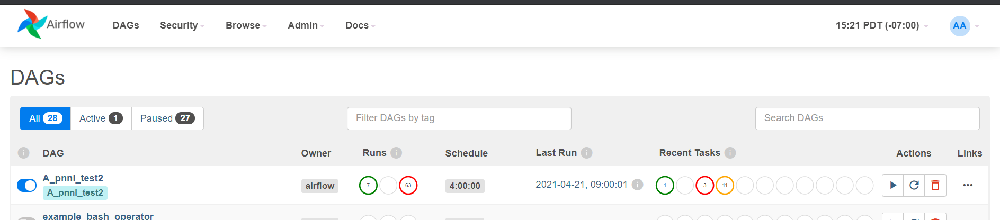 Airflow DAGs Security Browse Admin Docs 15:21 PDT (-07:00) AA
DAGs
All 28 Active 1 Paused 27 Filter DAGs by tag Search DAGs
i DAG Owner Runs i Schedule Last Run i Recent Tasks i Actions Links
A_pnnl_test2
airflow 7 63 4:00:00 2021-04-21, 09:00:01 i 1 3 11
A_pnnl_test2
example_bash_operator